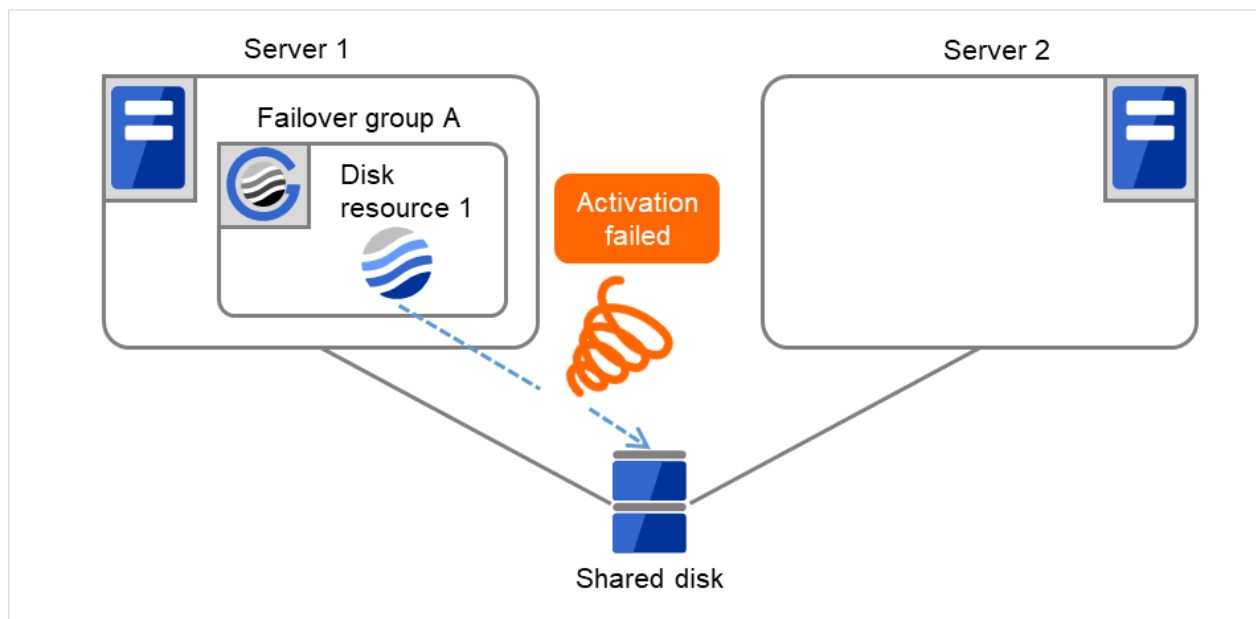 Server 1
Server 2
Failover group A
Disk
resource 1
Activation
failed
Shared disk